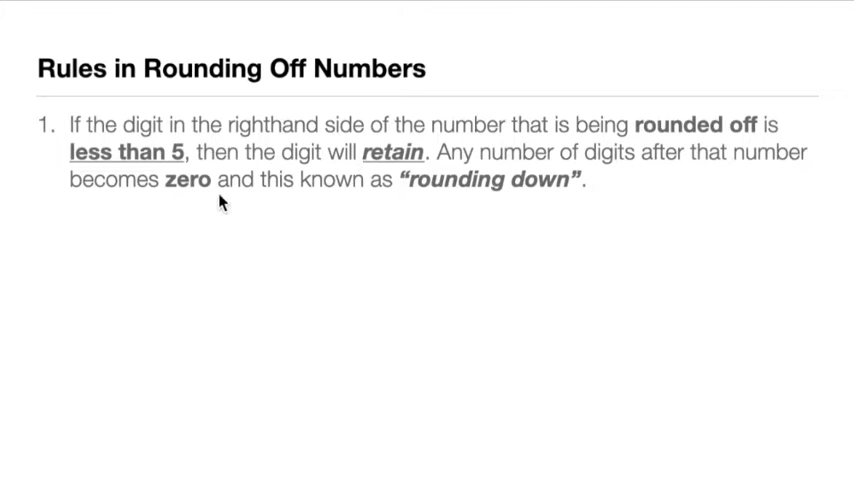 Rules in Rounding Off Numbers
1. If the digit in the righthand side of the number that is being rounded off is
less than 5, then the digit will retain. Any number of digits after that number
becomes zero and this known as “rounding down”.